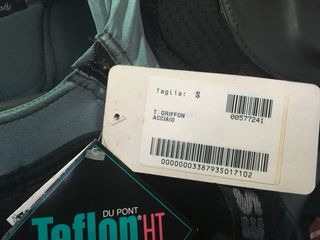 Taglia: S
T. GRIFFON
ACCIAIO
00577241
0000000338793501710​2
DU PONT
Teflon HT